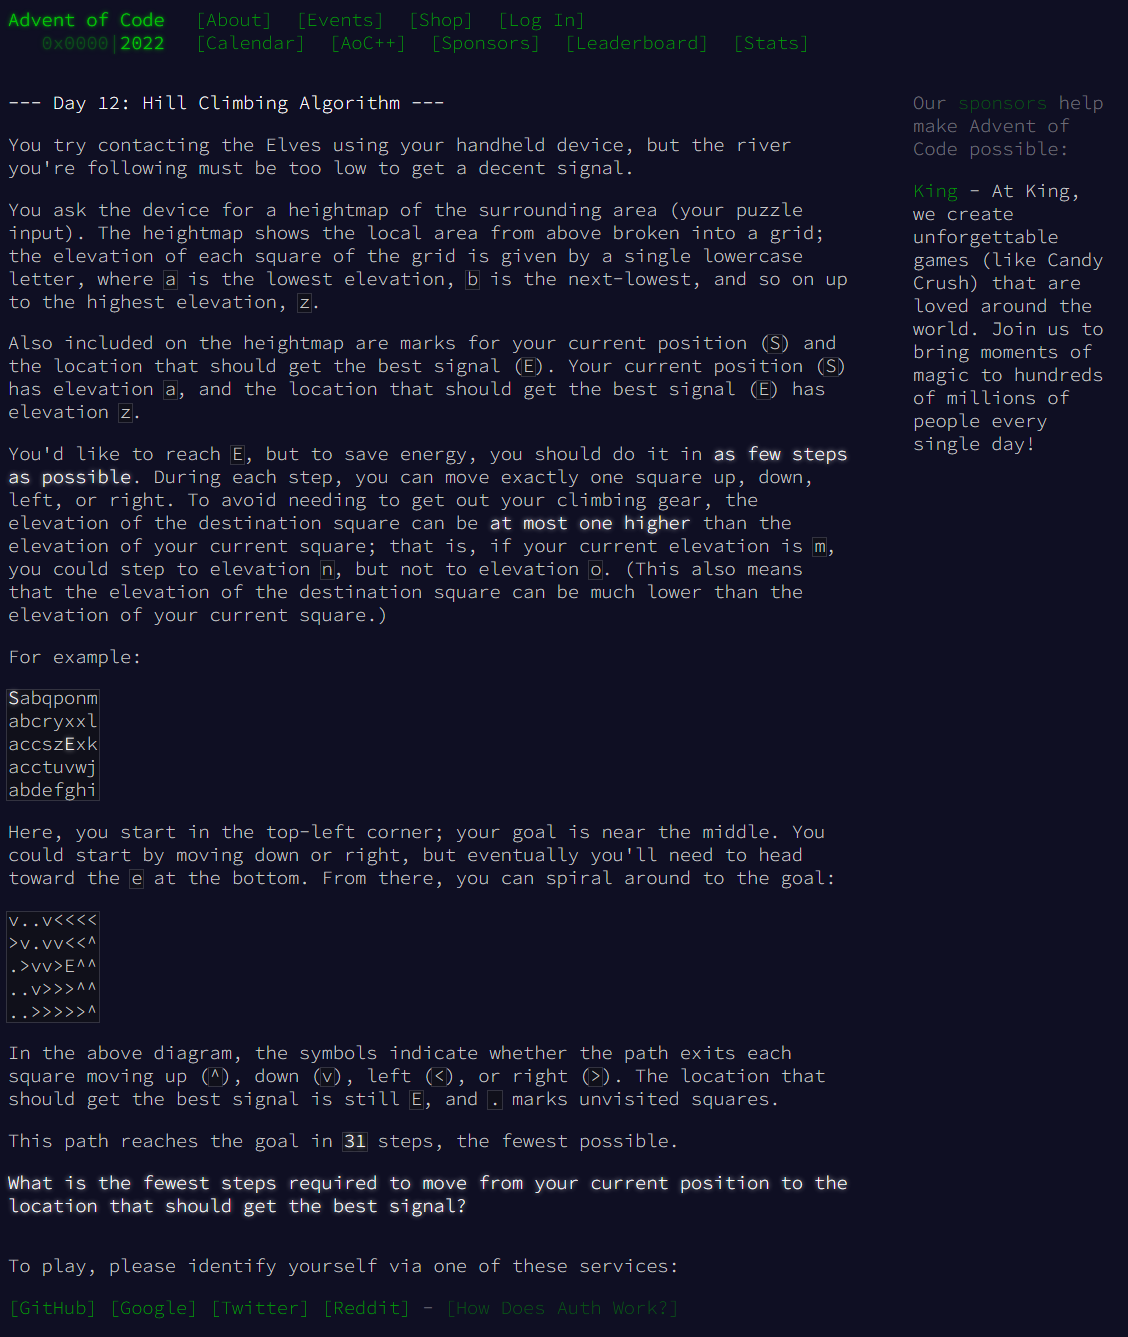 Advent of Code [About] [Events] [Shop] [Log In]
0x0000|2022 [Calendar] [AoC++] [Sponsors] [Leaderboard] [Stats]
--- Day 12: Hill Climbing Algorithm ---
You try contacting the Elves using your handheld device, but the river
you're following must be too low to get a decent signal.
You ask the device for a heightmap of the surrounding area (your puzzle
input). The heightmap shows the local area from above broken into a grid;
the elevation of each square of the grid is given by a single lowercase
letter, where a is the lowest elevation, b is the next-lowest, and so on up
to the highest elevation, z.
Also included on the heightmap are marks for your current position (S) and
the location that should get the best signal (E). Your current position (S)
has elevation a, and the location that should get the best signal (E) has
elevation z.
You'd like to reach E, but to save energy, you should do it in as few steps
as possible. During each step, you can move exactly one square up, down,
left, or right. To avoid needing to get out your climbing gear, the
elevation of the destination square can be at most one higher than the
elevation of your current square; that is, if your current elevation is m,
you could step to elevation n, but not to elevation o. (This also means
that the elevation of the destination square can be much lower than the
elevation of your current square.)
For example:
Sabqponm
abcryxxl
accszExk
acctuvwj
abdefghi
Here, you start in the top-left corner; your goal is near the middle. You
could start by moving down or right, but eventually you'll need to head
toward the e at the bottom. From there, you can spiral around to the goal:
v..v<<<<
>v.vv<<^
.>vv>E^^
..v>>>^^
..>>>>>^
In the above diagram, the symbols indicate whether the path exits each
square moving up (^), down (v), left (<), or right (>). The location that
should get the best signal is still E, and . marks unvisited squares.
This path reaches the goal in 31 steps, the fewest possible.
What is the fewest steps required to move from your current position to the
location that should get the best signal?
To play, please identify yourself via one of these services:
[GitHub] [Google] [Twitter] [Reddit] - [How Does Auth Work?]
Our sponsors help
make Advent of
Code possible:
King - At King,
we create
unforgettable
games (like Candy
Crush) that are
loved around the
world. Join us to
bring moments of
magic to hundreds
of millions of
people every
single day!